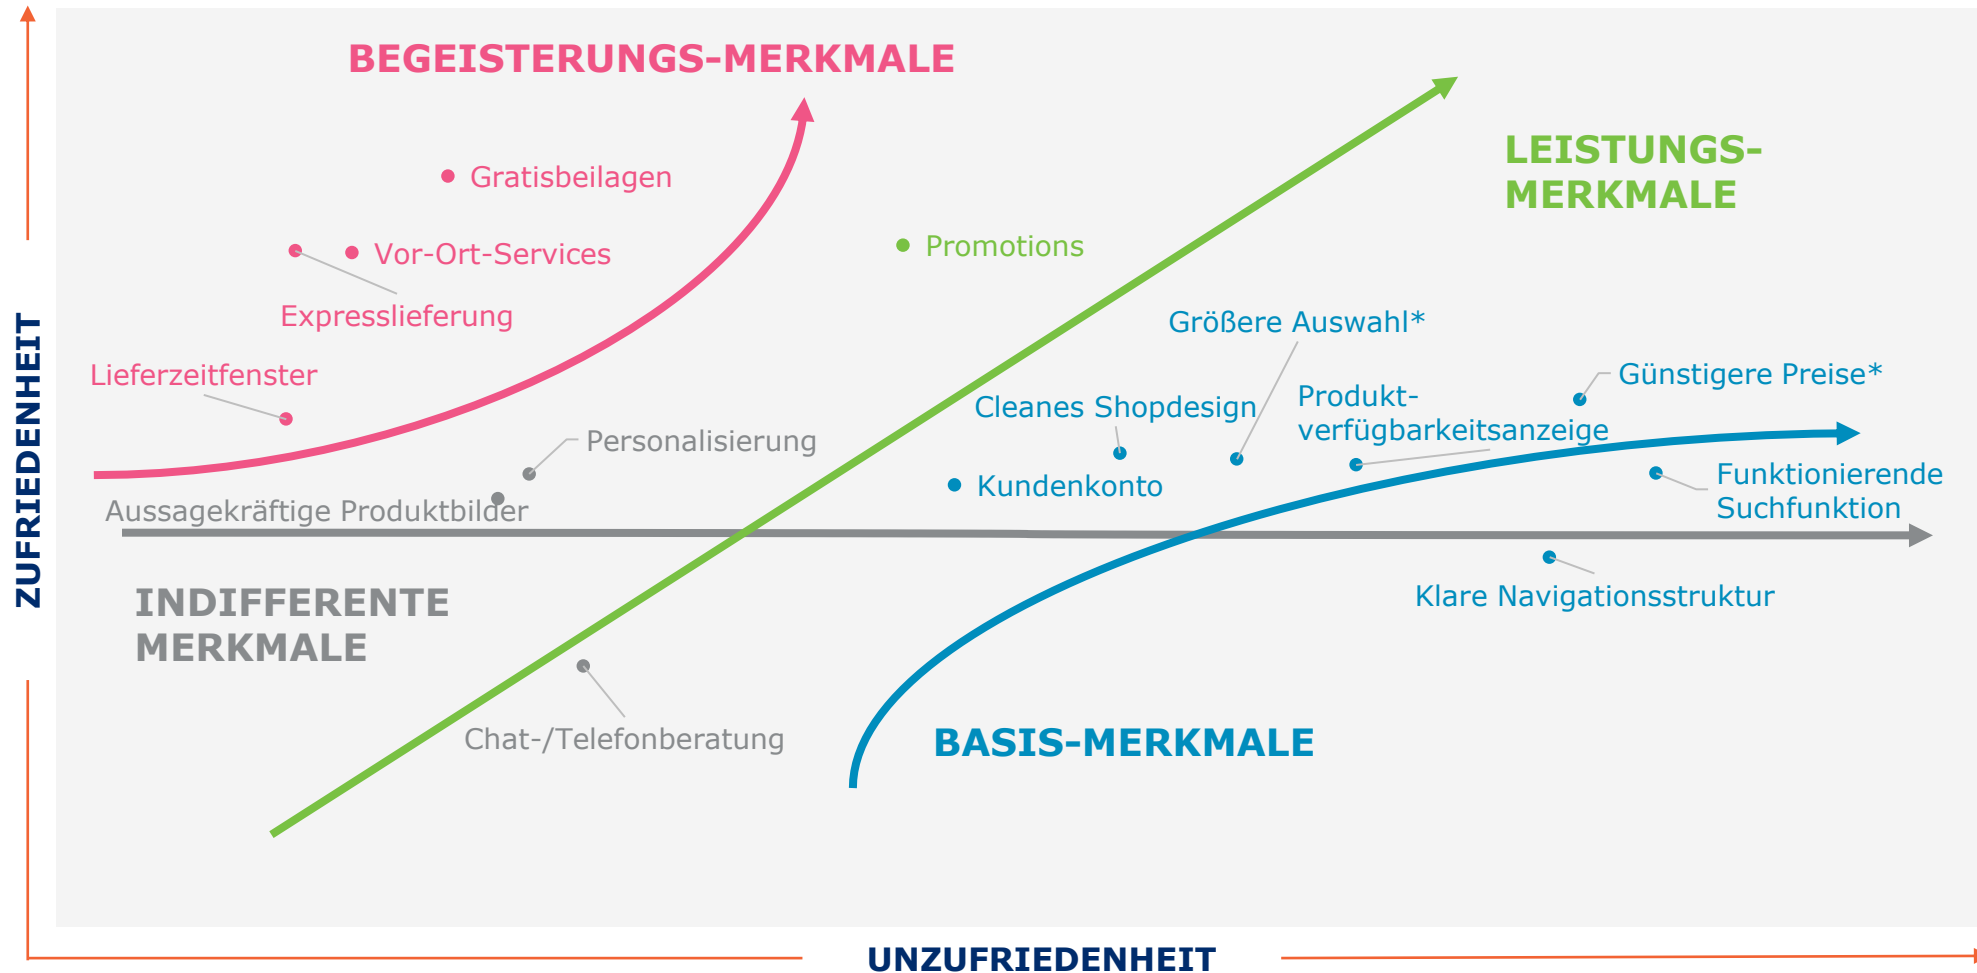 BEGEISTERUNGS-MERKMALE
LEISTUNGS-
MERKMALE
Gratisbeilagen
Vor-Ort-Services
Promotions
Expresslieferung
Größere Auswahl*
Lieferzeitfenster
Günstigere Preise*
Cleanes Shopdesign
Produkt-
verfügbarkeitsanzeige
Personalisierung
Kundenkonto
Funktionierende
Suchfunktion
Aussagekräftige Produktbilder
ZUFRIEDENHEIT
INDIFFERENTE
MERKMALE
Klare Navigationsstruktur
Chat-/Telefonberatung
BASIS-MERKMALE
UNZUFRIEDENHEIT